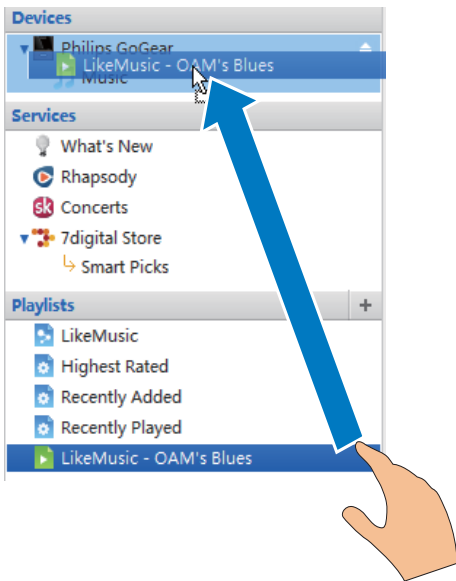 Devices
Philips GoGear
LikeMusic - OAM's Blues
Music
Services
What's New
Rhapsody
sk Concerts
7digital Store
Smart Picks
Playlists +
LikeMusic
Highest Rated
Recently Added
Recently Played
LikeMusic - OAM's Blues